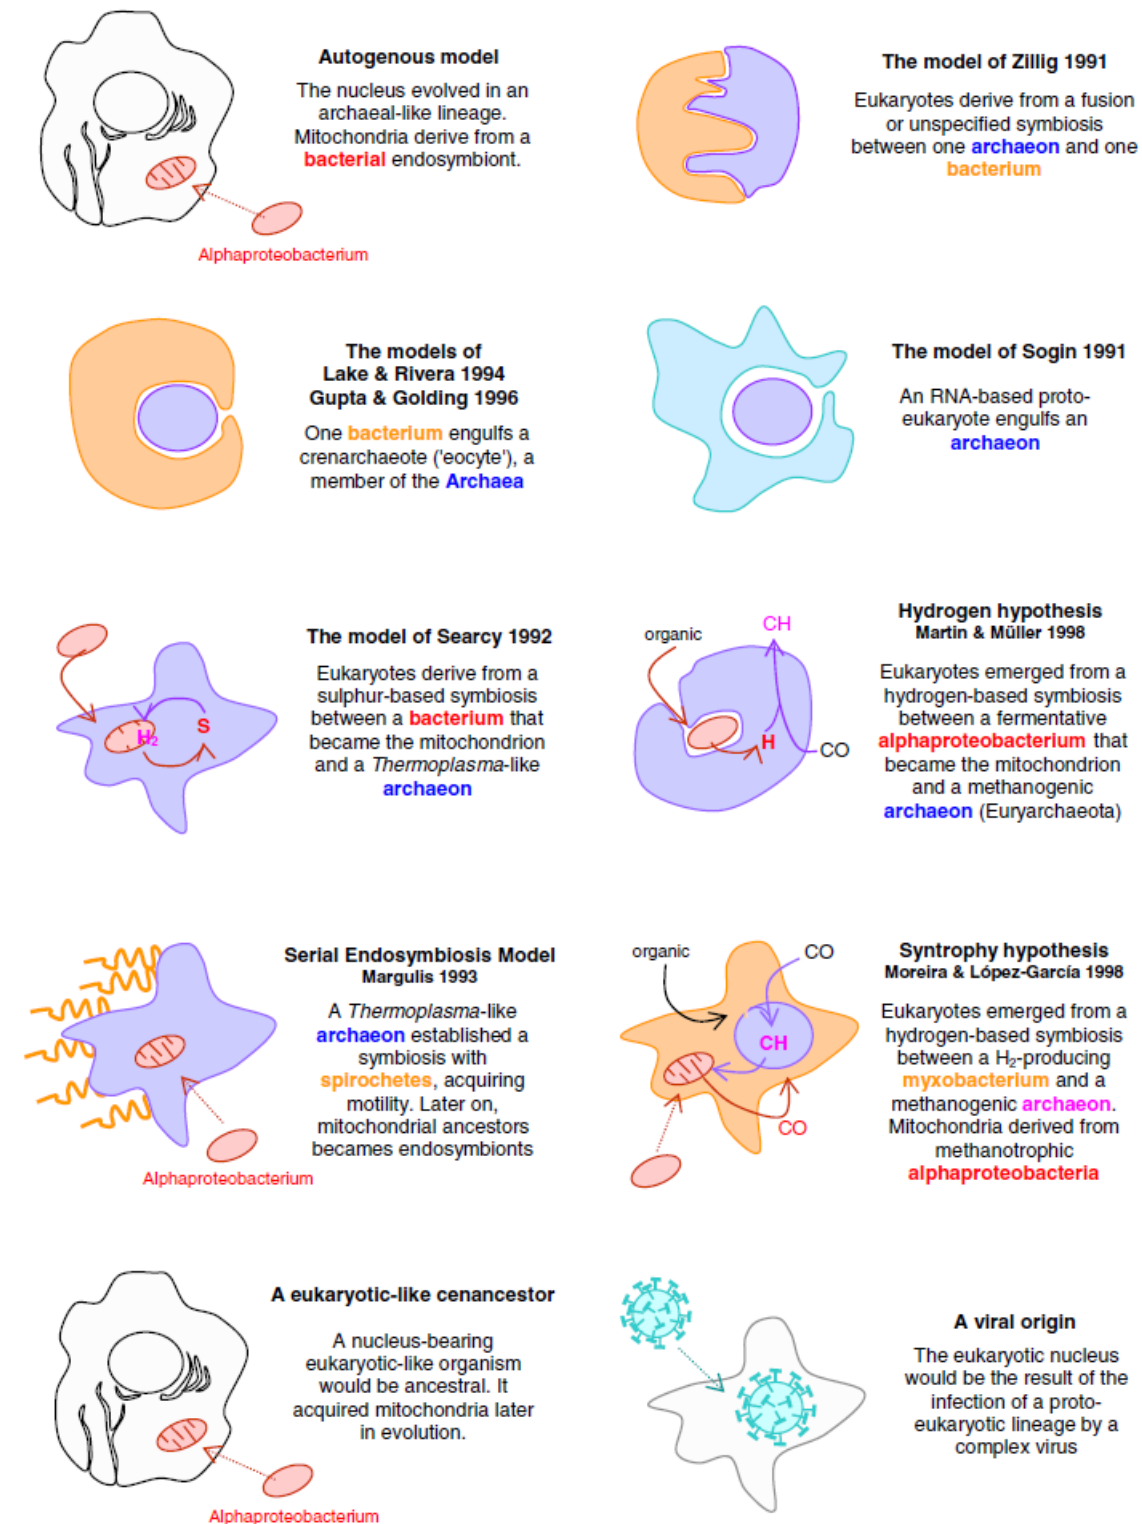 Autogenous model
The nucleus evolved in an
archaeal-like lineage.
Mitochondria derive from a
bacterial endosymbiont.
Alphaproteobacterium
The model of Zillig 1991
Eukaryotes derive from a fusion
or unspecified symbiosis
between one archaeon and one
bacterium
The models of
Lake & Rivera 1994
Gupta & Golding 1996
One bacterium engulfs a
crenarchaeote ('eocyte'), a
member of the Archaea
The model of Sogin 1991
An RNA-based proto-
eukaryote engulfs an
archaeon
The model of Searcy 1992
Eukaryotes derive from a
sulphur-based symbiosis
between a bacterium that
became the mitochondrion
and a Thermoplasma-like
archaeon
H₂
S
organic
CH
H
CO
Hydrogen hypothesis
Martin & Müller 1998
Eukaryotes emerged from a
hydrogen-based symbiosis
between a fermentative
alphaproteobacterium that
became the mitochondrion
and a methanogenic
archaeon (Euryarchaeota)
Serial Endosymbiosis Model
Margulis 1993
A Thermoplasma-like
archaeon established a
symbiosis with
spirochetes, acquiring
motility. Later on,
mitochondrial ancestors
becames endosymbionts
Alphaproteobacterium
organic
CO
CH
CO
Syntrophy hypothesis
Moreira & López-García 1998
Eukaryotes emerged from a
hydrogen-based symbiosis
between a H₂-producing
myxobacterium and a
methanogenic archaeon.
Mitochondria derived from
methanotrophic
alphaproteobacteria
A eukaryotic-like cenancestor
A nucleus-bearing
eukaryotic-like organism
would be ancestral. It
acquired mitochondria later
in evolution.
Alphaproteobacterium
A viral origin
The eukaryotic nucleus
would be the result of the
infection of a proto-
eukaryotic lineage by a
complex virus